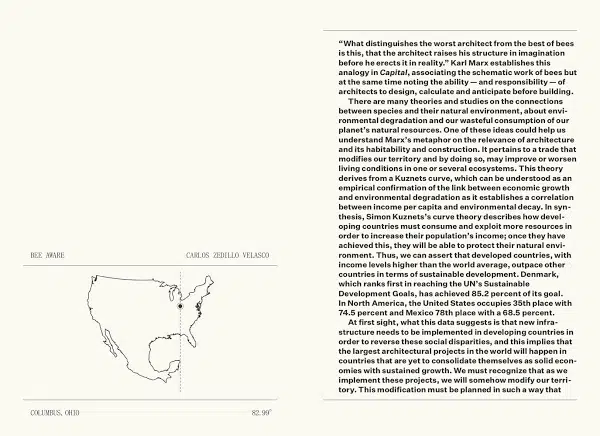 BEE AWARE
CARLOS ZEDILLO VELASCO
COLUMBUS, OHIO
82.99°
“What distinguishes the worst architect from the best of bees
is this, that the architect raises his structure in imagination
before he erects it in reality.” Karl Marx establishes this
analogy in Capital, associating the schematic work of bees but
at the same time noting the ability — and responsibility — of
architects to design, calculate and anticipate before building.
There are many theories and studies on the connections
between species and their natural environment, about envi-
ronmental degradation and our wasteful consumption of our
planet’s natural resources. One of these ideas could help us
understand Marx’s metaphor on the relevance of architecture
and its habitability and construction. It pertains to a trade that
modifies our territory and by doing so, may improve or worsen
living conditions in one or several ecosystems. This theory
derives from a Kuznets curve, which can be understood as an
empirical confirmation of the link between economic growth
and environmental degradation as it establishes a correlation
between income per capita and environmental decay. In syn-
thesis, Simon Kuznets’s curve theory describes how devel-
oping countries must consume and exploit more resources in
order to increase their population’s income; once they have
achieved this, they will be able to protect their natural envi-
ronment. Thus, we can assert that developed countries, with
income levels higher than the world average, outpace other
countries in terms of sustainable development. Denmark,
which ranks first in reaching the UN’s Sustainable
Development Goals, has achieved 85.2 percent of its goal.
In North America, the United States occupies 35th place with
74.5 percent and Mexico 78th place with a 68.5 percent.
At first sight, what this data suggests is that new infra-
structure needs to be implemented in developing countries in
order to reverse these social disparities, and this implies that
the largest architectural projects in the world will happen in
countries that are yet to consolidate themselves as solid econ-
omies with sustained growth. We must recognize that as we
implement these projects, we will somehow modify our terri-
tory. This modification must be planned in such a way that